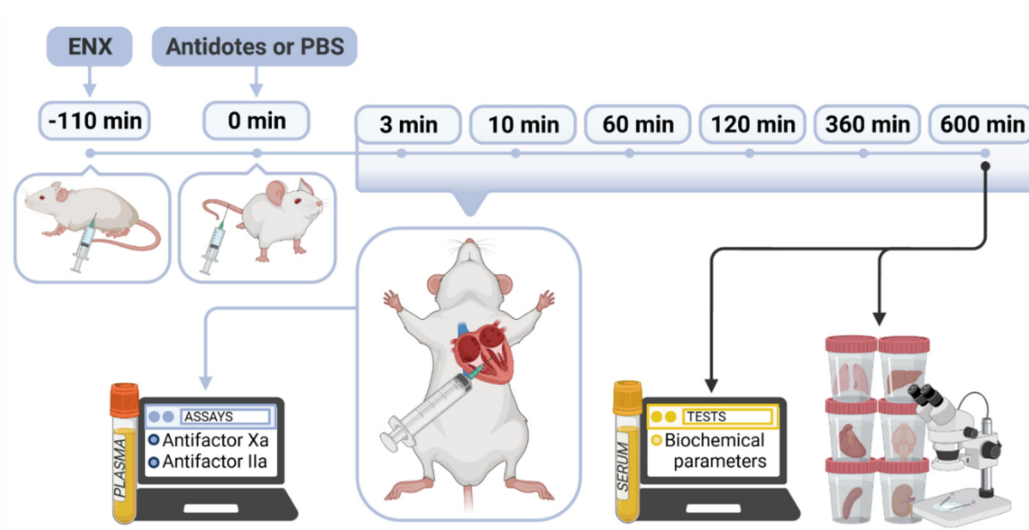 ENX
Antidotes or PBS
-110 min
0 min
3 min
10 min
60 min
120 min
360 min
600 min
PLASMA
ASSAYS
Antifactor Xa
Antifactor IIa
SERUM
TESTS
Biochemical
parameters